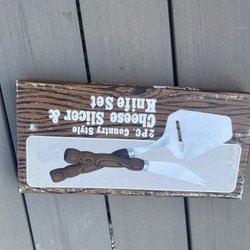 2 PC. Country Style
Cheese Slicer &
Knife Set